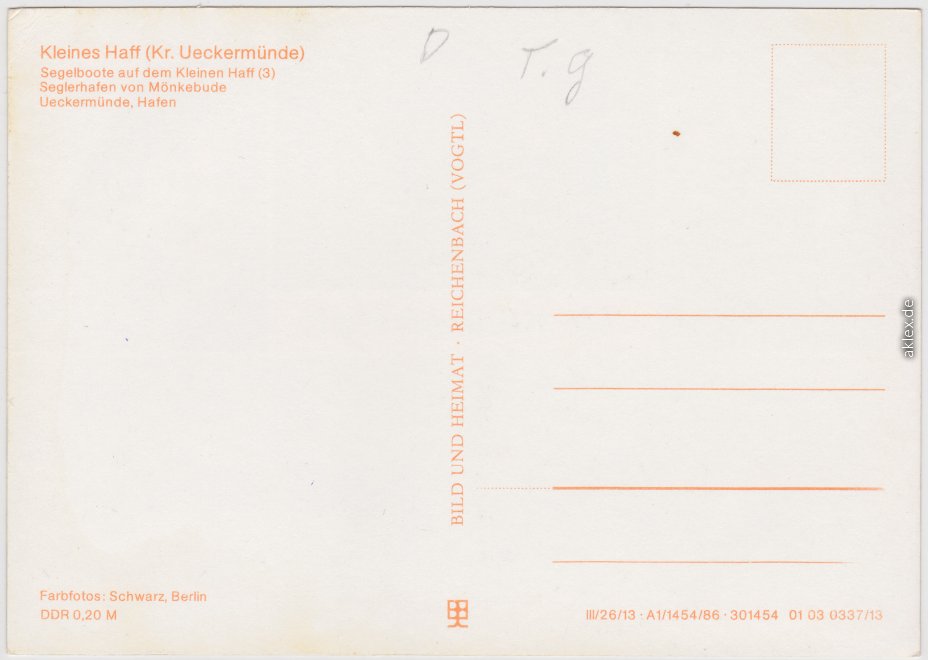 Kleines Haff (Kr. Ueckermünde)
Segelboote auf dem Kleinen Haff (3)
Seglerhafen von Mönkebude
Ueckermünde, Hafen
D
T. g
BILD UND HEIMAT · REICHENBACH (VOGTL)
aklex.de
Farbfotos: Schwarz, Berlin
DDR 0,20 M
III/26/13 · A1/1454/86 · 301454 01 03 0337/13